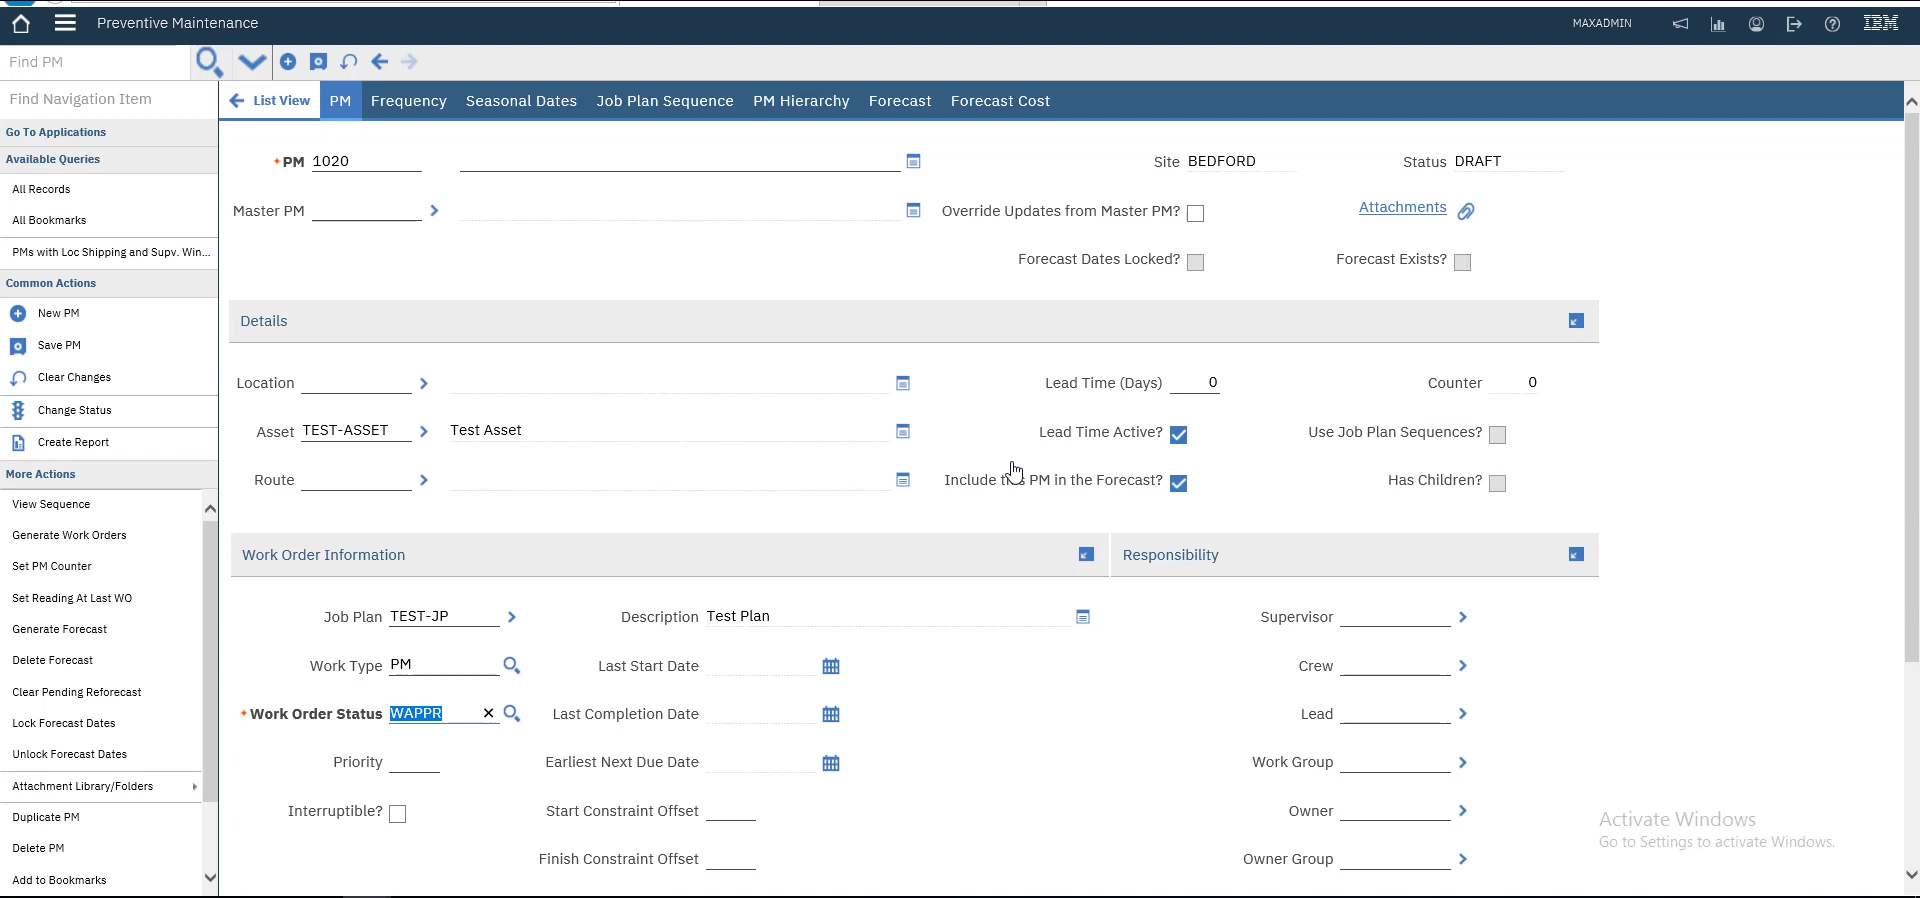 Preventive Maintenance
MAXADMIN
IBM
Find PM
Find Navigation Item
Go To Applications
Available Queries
All Records
All Bookmarks
PMs with Loc Shipping and Supv. Win...
Common Actions
New PM
Save PM
Clear Changes
Change Status
Create Report
More Actions
View Sequence
Generate Work Orders
Set PM Counter
Set Reading At Last WO
Generate Forecast
Delete Forecast
Clear Pending Reforecast
Lock Forecast Dates
Unlock Forecast Dates
Attachment Library/Folders
Duplicate PM
Delete PM
Add to Bookmarks
List View PM Frequency Seasonal Dates Job Plan Sequence PM Hierarchy Forecast Forecast Cost
PM 1020 Site BEDFORD Status DRAFT
Master PM Override Updates from Master PM? Attachments
Forecast Dates Locked? Forecast Exists?
Details
Location Lead Time (Days) 0 Counter 0
Asset TEST-ASSET Test Asset Lead Time Active? Use Job Plan Sequences?
Route Include this PM in the Forecast? Has Children?
Work Order Information
Responsibility
Job Plan TEST-JP Description Test Plan Supervisor
Work Type PM Last Start Date Crew
Work Order Status WAPPR Last Completion Date Lead
Priority Earliest Next Due Date Work Group
Interruptible? Start Constraint Offset Owner
Finish Constraint Offset Owner Group
Activate Windows
Go to Settings to activate Windows.